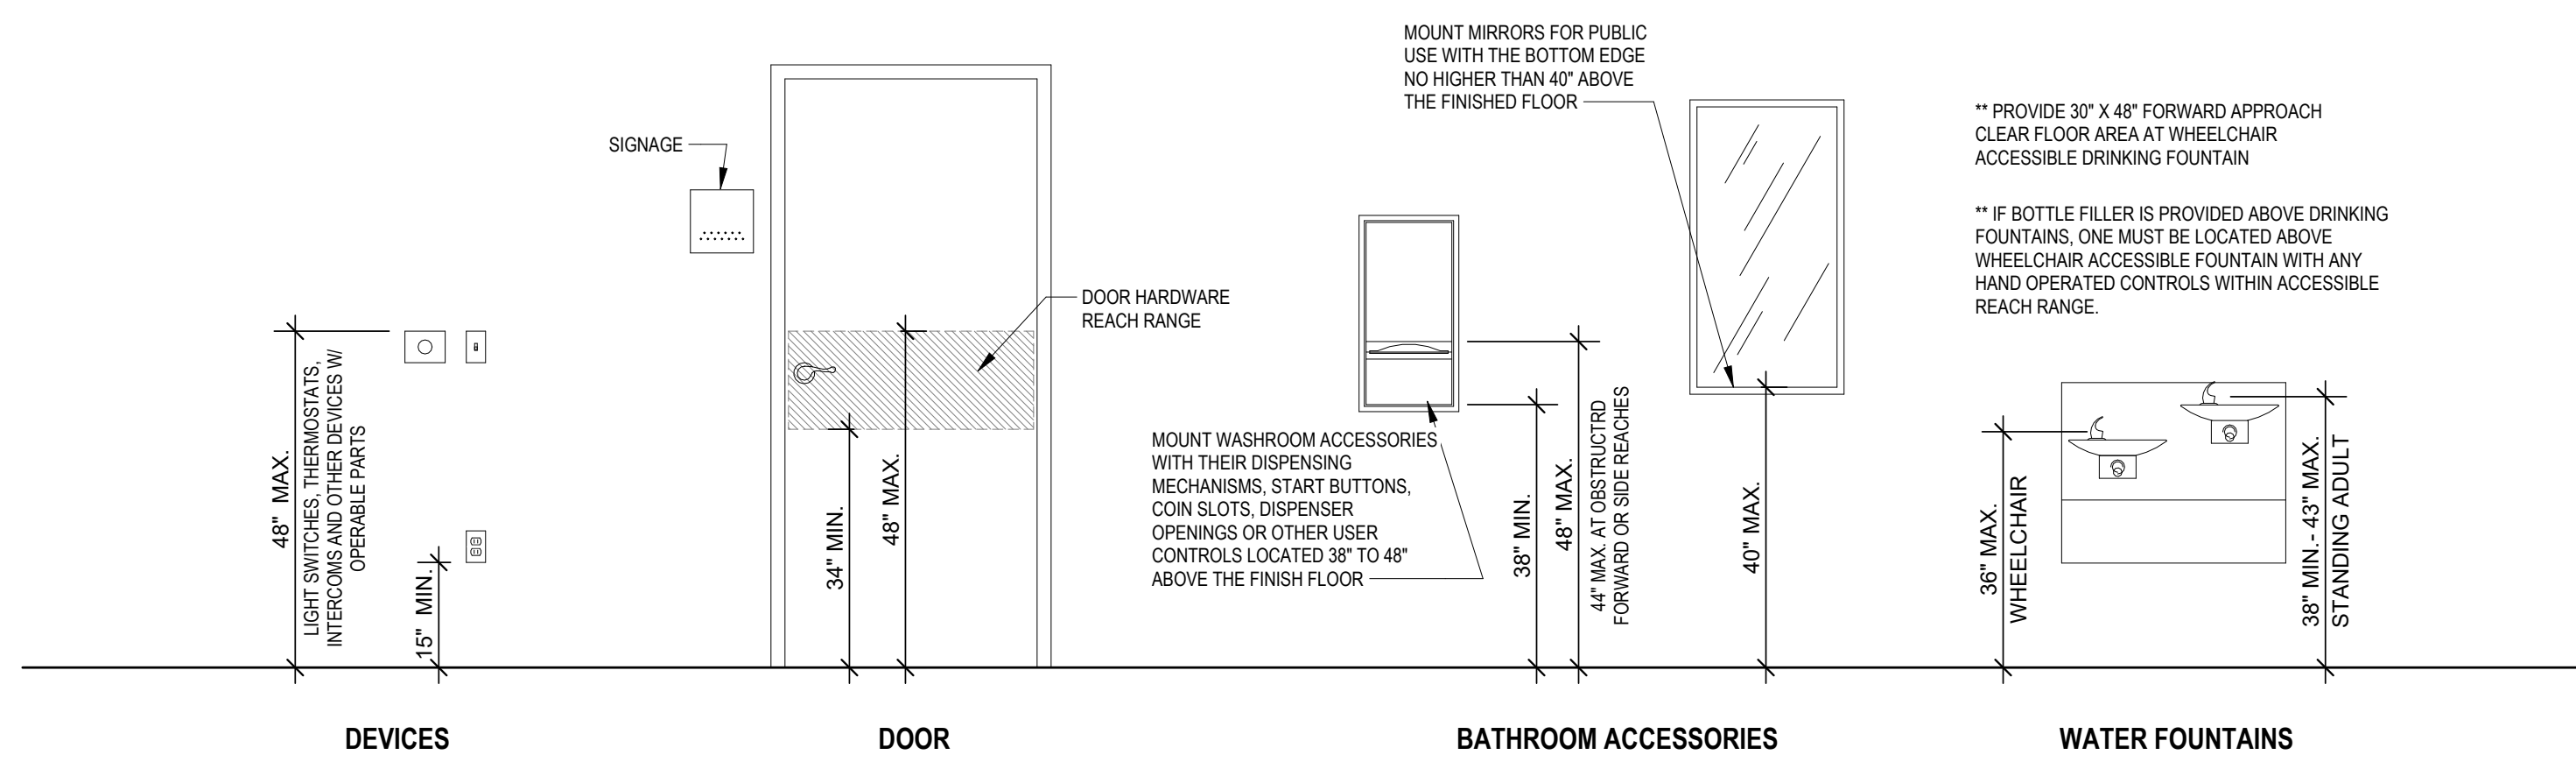 SIGNAGE
48" MAX.
LIGHT SWITCHES, THERMOSTATS,
INTERCOMS AND OTHER DEVICES W/
OPERABLE PARTS
15" MIN.
DEVICES
DOOR HARDWARE
REACH RANGE
34" MIN.
48" MAX.
DOOR
MOUNT MIRRORS FOR PUBLIC
USE WITH THE BOTTOM EDGE
NO HIGHER THAN 40" ABOVE
THE FINISHED FLOOR
MOUNT WASHROOM ACCESSORIES
WITH THEIR DISPENSING
MECHANISMS, START BUTTONS,
COIN SLOTS, DISPENSER
OPENINGS OR OTHER USER
CONTROLS LOCATED 38" TO 48"
ABOVE THE FINISH FLOOR
38" MIN.
48" MAX.
44" MAX. AT OBSTRUCTRD
FORWARD OR SIDE REACHES
40" MAX.
BATHROOM ACCESSORIES
** PROVIDE 30" X 48" FORWARD APPROACH
CLEAR FLOOR AREA AT WHEELCHAIR
ACCESSIBLE DRINKING FOUNTAIN
** IF BOTTLE FILLER IS PROVIDED ABOVE DRINKING
FOUNTAINS, ONE MUST BE LOCATED ABOVE
WHEELCHAIR ACCESSIBLE FOUNTAIN WITH ANY
HAND OPERATED CONTROLS WITHIN ACCESSIBLE
REACH RANGE.
36" MAX.
WHEELCHAIR
38" MIN.- 43" MAX.
STANDING ADULT
WATER FOUNTAINS